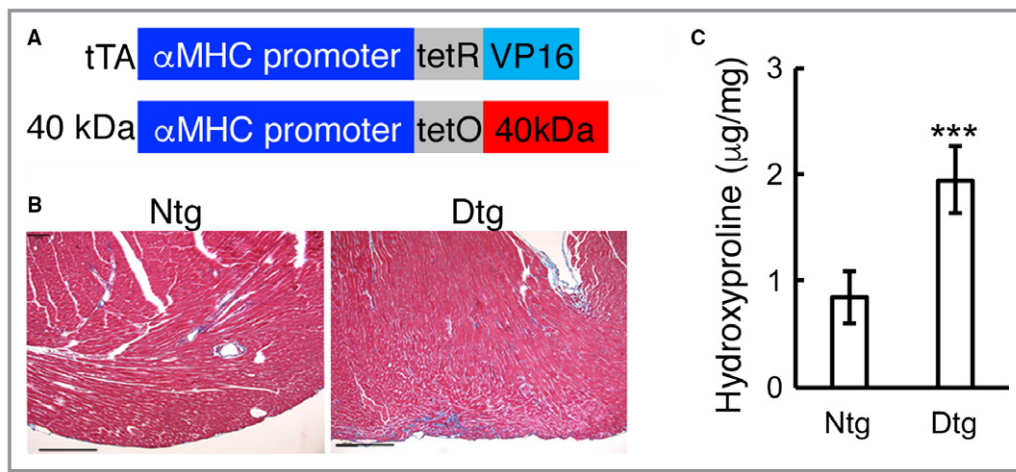 A
tTA αMHC promoter tetR VP16
40 kDa αMHC promoter tetO 40kDa
B
Ntg Dtg
C
Hydroxyproline (μg/mg)
3
2
1
0
***
Ntg Dtg